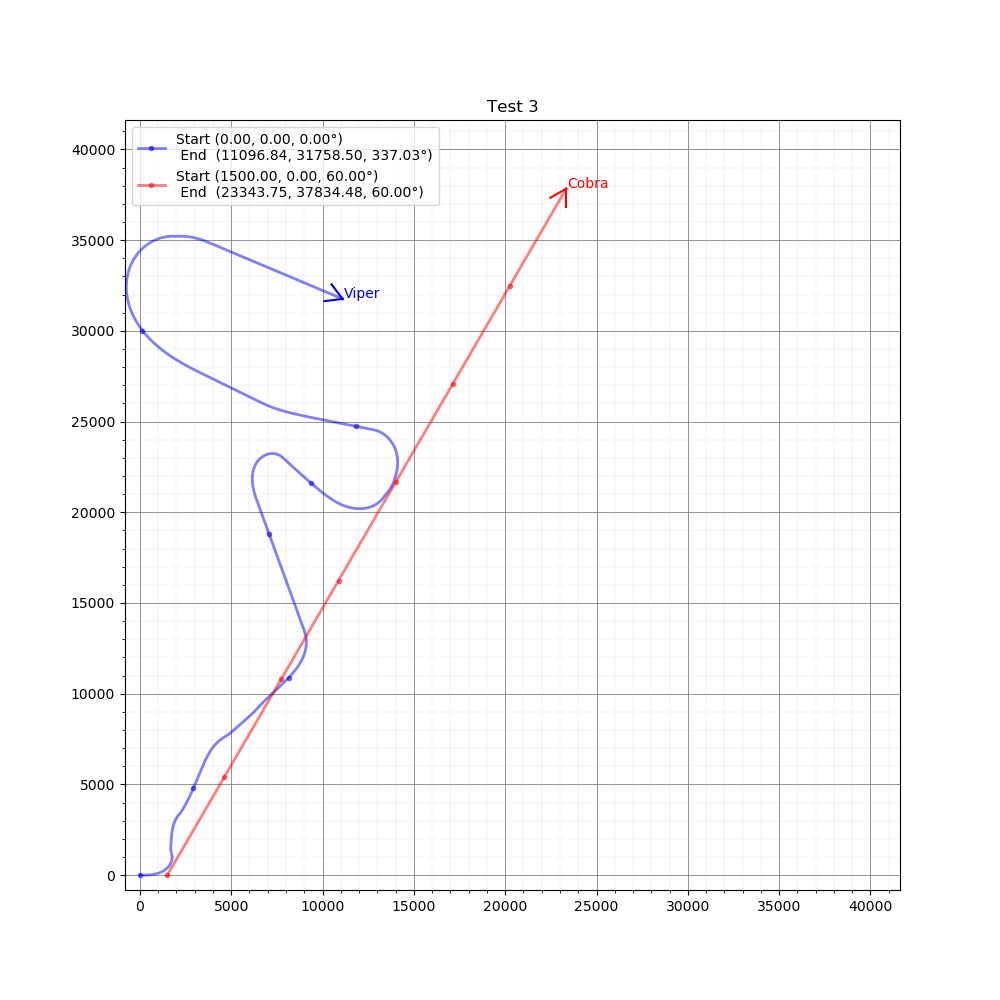 Test 3
Start (0.00, 0.00, 0.00°)
End  (11096.84, 31758.50, 337.03°)
Start (1500.00, 0.00, 60.00°)
End  (23343.75, 37834.48, 60.00°)
Cobra
Viper
40000
35000
30000
25000
20000
15000
10000
5000
0
0 5000 10000 15000 20000 25000 30000 35000 40000